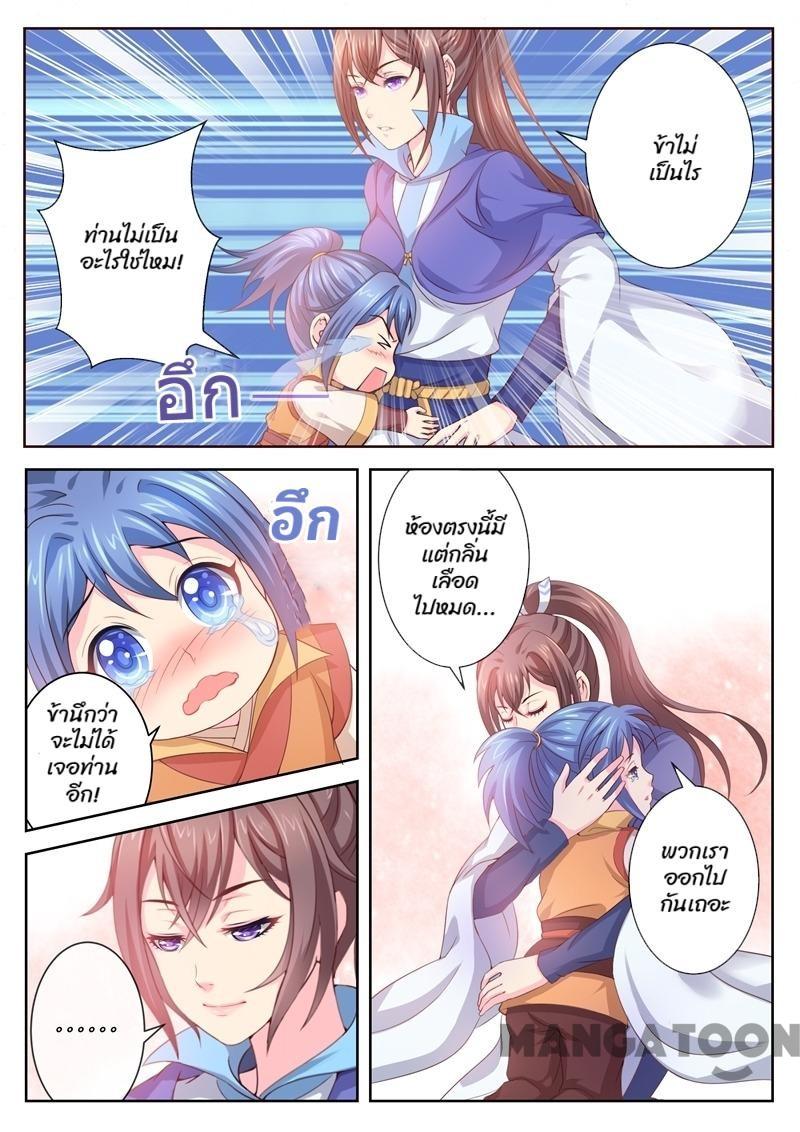 ท่านไม่เป็น
อะไรใช่ไหม!
ข้าไม่
เป็นไร
อึก
อึก
ข้านึกว่า
จะไม่ได้
เจอท่าน
อีก!
......
ห้องตรงนี้มี
แต่กลิ่น
เลือด
ไปหมด...
พวกเรา
ออกไป
กันเถอะ
MANGATOON